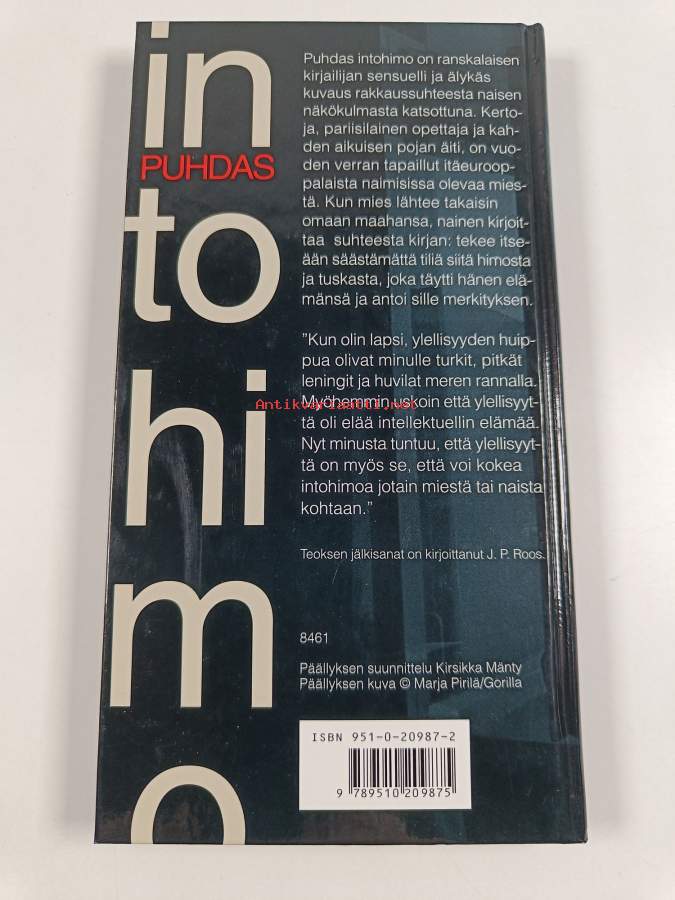 in
PUHDAS
to
hi
m
o
Puhdas intohimo on ranskalaisen
kirjailijan sensuelli ja älykäs
kuvaus rakkaussuhteesta naisen
näkökulmasta katsottuna. Kerto-
ja, pariisilainen opettaja ja kah-
den aikuisen pojan äiti, on vuo-
den verran tapaillut itäeuroop-
palaista naimisissa olevaa mies-
tä. Kun mies lähtee takaisin
omaan maahansa, nainen kirjoit-
taa suhteesta kirjan: tekee itse-
ään säästämättä tiliä siitä himosta
ja tuskasta, joka täytti hänen elä-
mänsä ja antoi sille merkityksen.
”Kun olin lapsi, ylellisyyden huip-
pua olivat minulle turkit, pitkät
leningit ja huvilat meren rannalla.
Antikvariaatti.net
Myöhemmin uskoin että ylellisyyt-
tä oli elää intellektuellin elämää.
Nyt minusta tuntuu, että ylellisyyt-
tä on myös se, että voi kokea
intohimoa jotain miestä tai naista
kohtaan.”
Teoksen jälkisanat on kirjoittanut J. P. Roos.
8461
Päällyksen suunnittelu Kirsikka Mänty
Päällyksen kuva © Marja Pirilä/Gorilla
ISBN 951-0-20987-2
9 789510 209875